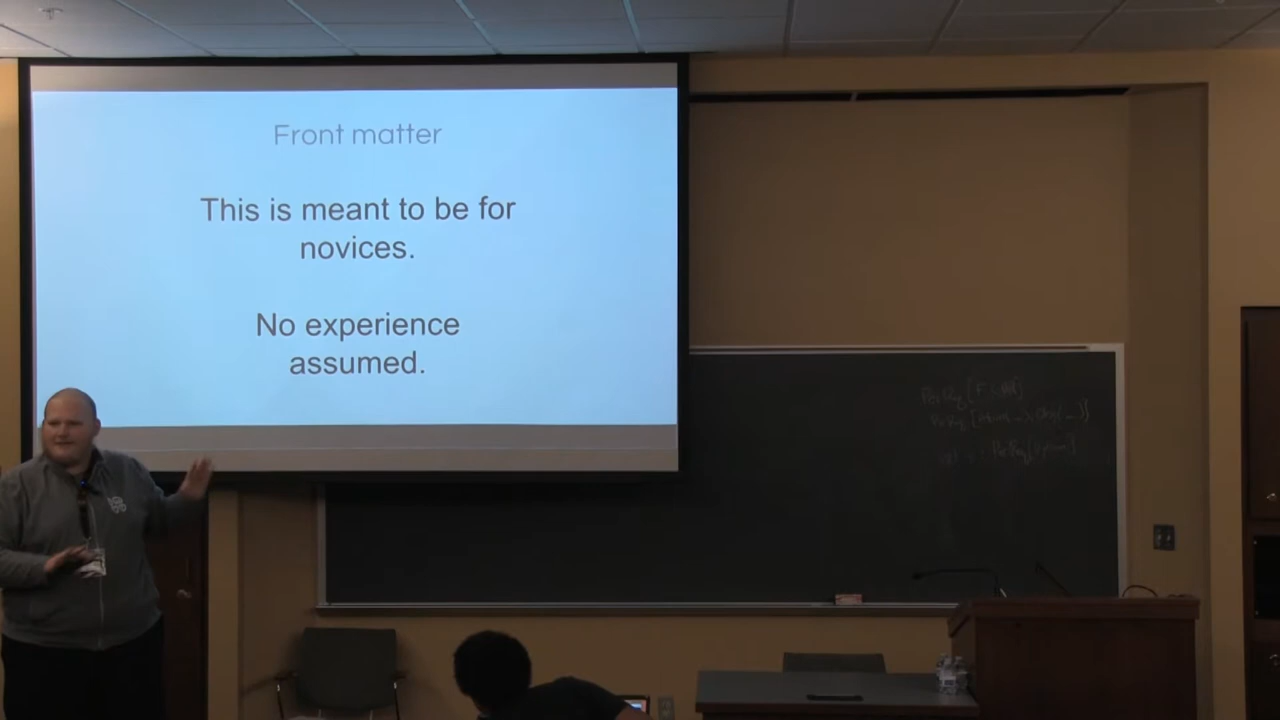 Front matter
This is meant to be for
novices.
No experience
assumed.